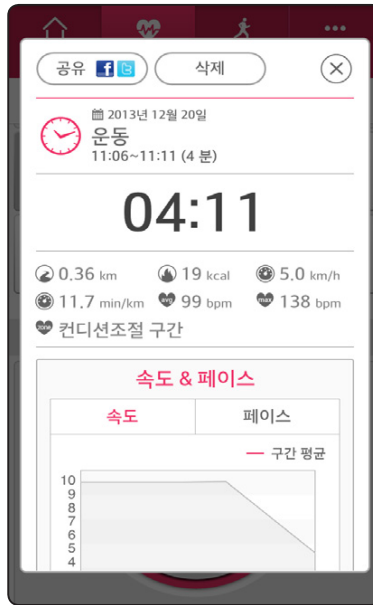 공유
삭제
2013년 12월 20일
운동
11:06~11:11 (4 분)
04:11
0.36 km 19 kcal 5.0 km/h
11.7 min/km avg 99 bpm max 138 bpm
zone 컨디션조절 구간
속도 & 페이스
속도 페이스
구간 평균
10
9
8
7
6
5
4